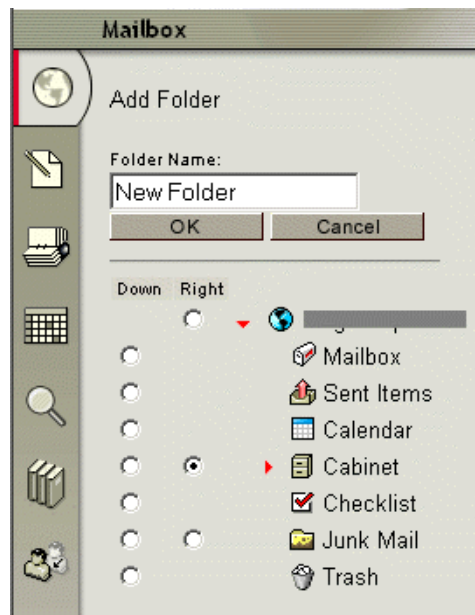 Mailbox
Add Folder
Folder Name:
New Folder
OK Cancel
Down Right
Mailbox
Sent Items
Calendar
Cabinet
Checklist
Junk Mail
Trash